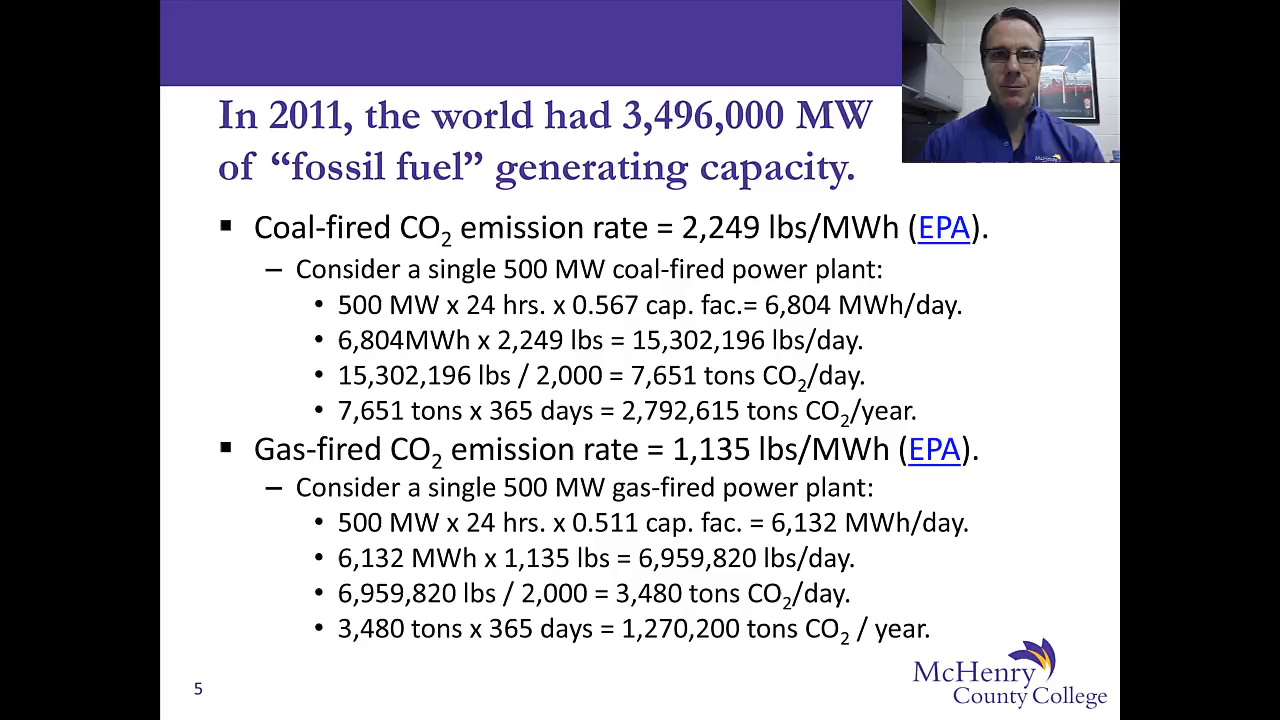 In 2011, the world had 3,496,000 MW
of “fossil fuel” generating capacity.
▪ Coal-fired CO₂ emission rate = 2,249 lbs/MWh (EPA).
– Consider a single 500 MW coal-fired power plant:
• 500 MW x 24 hrs. x 0.567 cap. fac.= 6,804 MWh/day.
• 6,804MWh x 2,249 lbs = 15,302,196 lbs/day.
• 15,302,196 lbs / 2,000 = 7,651 tons CO₂/day.
• 7,651 tons x 365 days = 2,792,615 tons CO₂/year.
▪ Gas-fired CO₂ emission rate = 1,135 lbs/MWh (EPA).
– Consider a single 500 MW gas-fired power plant:
• 500 MW x 24 hrs. x 0.511 cap. fac. = 6,132 MWh/day.
• 6,132 MWh x 1,135 lbs = 6,959,820 lbs/day.
• 6,959,820 lbs / 2,000 = 3,480 tons CO₂/day.
• 3,480 tons x 365 days = 1,270,200 tons CO₂ / year.
5
McHenry
County College
McHenry